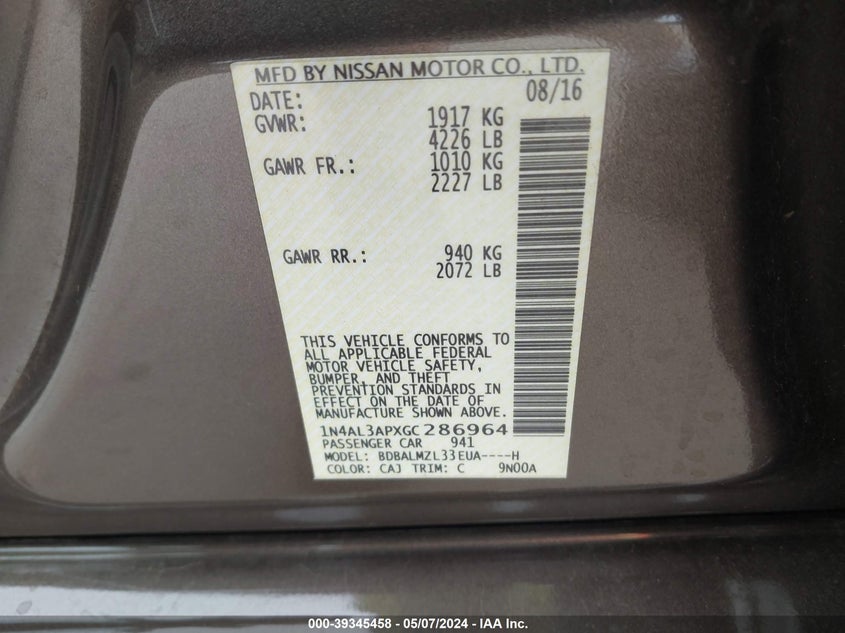 MFD BY NISSAN MOTOR CO., LTD.
DATE: 08/16
GVWR: 1917 KG
4226 LB
GAWR FR.: 1010 KG
2227 LB
GAWR RR.: 940 KG
2072 LB
THIS VEHICLE CONFORMS TO
ALL APPLICABLE FEDERAL
MOTOR VEHICLE SAFETY,
BUMPER, AND THEFT
PREVENTION STANDARDS IN
EFFECT ON THE DATE OF
MANUFACTURE SHOWN ABOVE.
1N4AL3APXGC286964
PASSENGER CAR 941
MODEL: BDBALMZL33EUA----H
COLOR: CAJ TRIM: C 9N00A
000-39345458 - 05/07/2024 - IAA Inc.